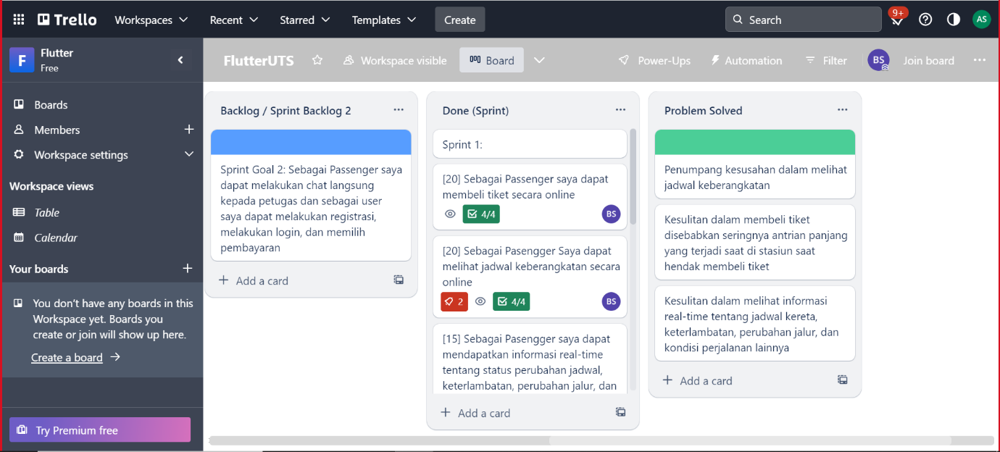 Trello
Workspaces
Recent
Starred
Templates
Create
Search
9+
AS
F
Flutter
Free
FlutterUTS
Workspace visible
Board
Power-Ups
Automation
Filter
BS
Join board
Boards
Members
Workspace settings
Workspace views
Table
Calendar
Your boards
You don't have any boards in this
Workspace yet. Boards you
create or join will show up here.
Create a board
Try Premium free
Backlog / Sprint Backlog 2
Sprint Goal 2: Sebagai Passenger saya
dapat melakukan chat langsung
kepada petugas dan sebagai user
saya dapat melakukan registrasi,
melakukan login, dan memilih
pembayaran
Add a card
Done (Sprint)
Sprint 1:
[20] Sebagai Passenger saya dapat
membeli tiket secara online
4/4
BS
[20] Sebagai Pasengger Saya dapat
melihat jadwal keberangkatan secara
online
2
4/4
BS
[15] Sebagai Pasengger saya dapat
mendapatkan informasi real-time
tentang status perubahan jadwal,
keterlambatan, perubahan jalur, dan
Add a card
Problem Solved
Penumpang kesusahan dalam melihat
jadwal keberangkatan
Kesulitan dalam membeli tiket
disebabkan seringnya antrian panjang
yang terjadi saat di stasiun saat
hendak membeli tiket
Kesulitan dalam melihat informasi
real-time tentang jadwal kereta,
keterlambatan, perubahan jalur, dan
kondisi perjalanan lainnya
Add a card